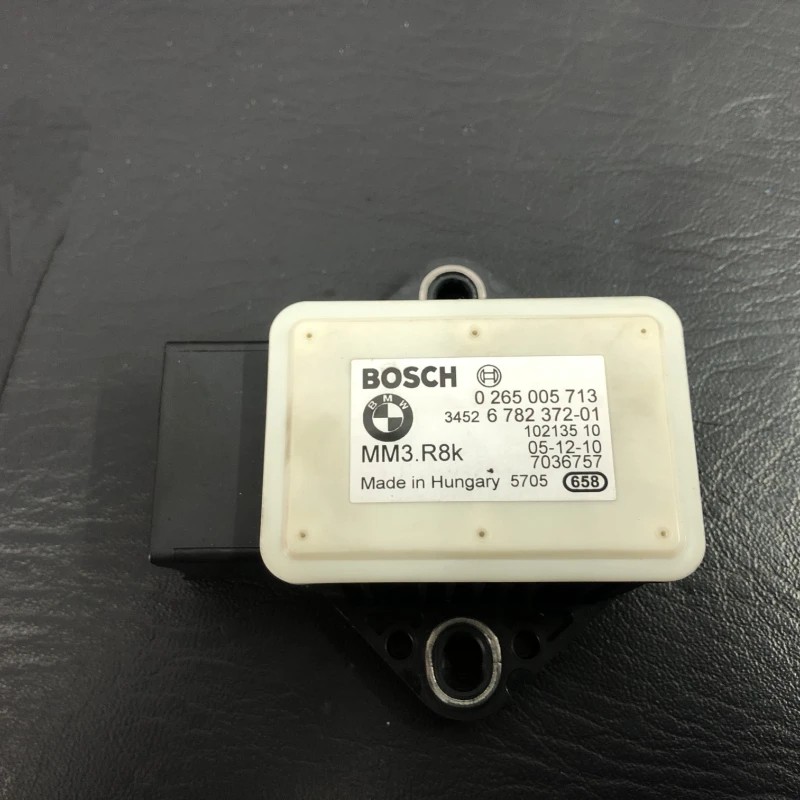 BOSCH
0 265 005 713
BMW
3452 6 782 372-01
102135 10
MM3.R8k
05-12-10
7036757
Made in Hungary 5705 658